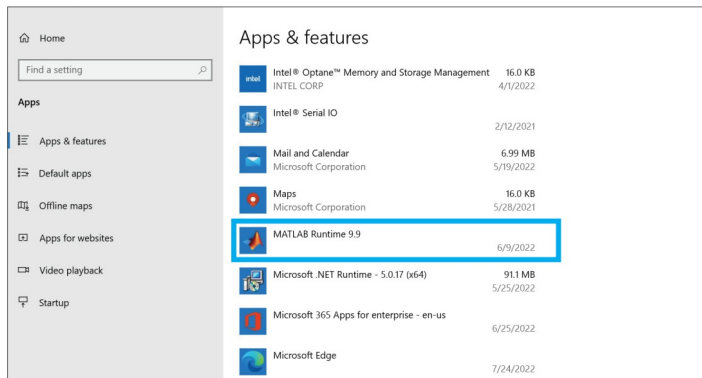 Home
Find a setting
Apps
Apps & features
Default apps
Offline maps
Apps for websites
Video playback
Startup
Apps & features
intel
Intel® Optane™ Memory and Storage Management 16.0 KB
INTEL CORP 4/1/2022
Intel® Serial IO
2/12/2021
Mail and Calendar 6.99 MB
Microsoft Corporation 5/19/2022
Maps 16.0 KB
Microsoft Corporation 5/28/2021
MATLAB Runtime 9.9
6/9/2022
Microsoft .NET Runtime - 5.0.17 (x64) 91.1 MB
5/25/2022
Microsoft 365 Apps for enterprise - en-us
6/25/2022
Microsoft Edge
7/24/2022